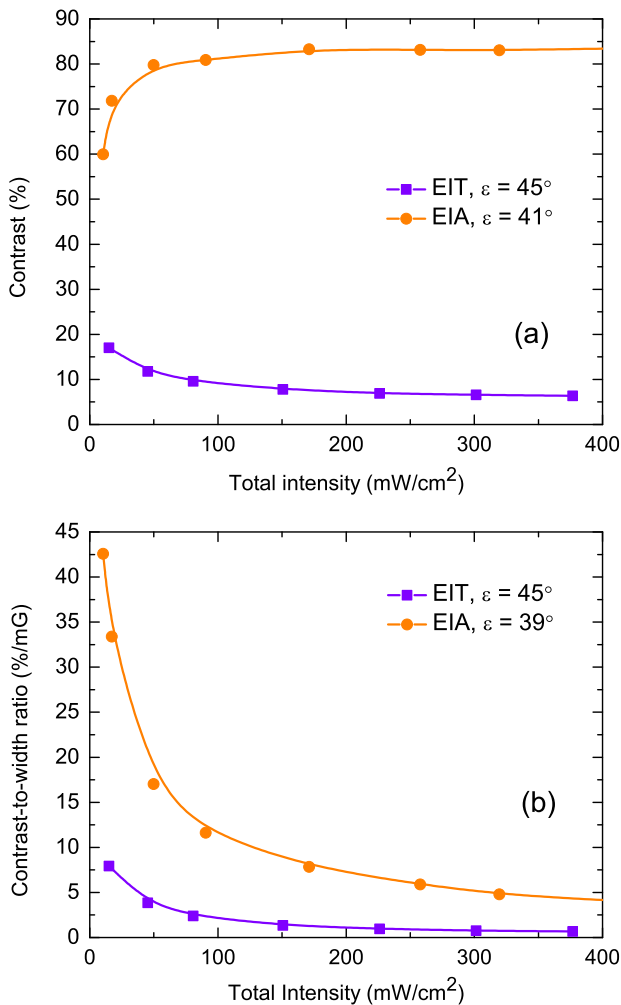 90
80
70
60
50
40
30
20
10
0
Contrast (%)
EIT, ε = 45°
EIA, ε = 41°
(a)
0 100 200 300 400
Total intensity (mW/cm²)
45
40
35
30
25
20
15
10
5
0
Contrast-to-width ratio (%/mG)
EIT, ε = 45°
EIA, ε = 39°
(b)
0 100 200 300 400
Total Intensity (mW/cm²)